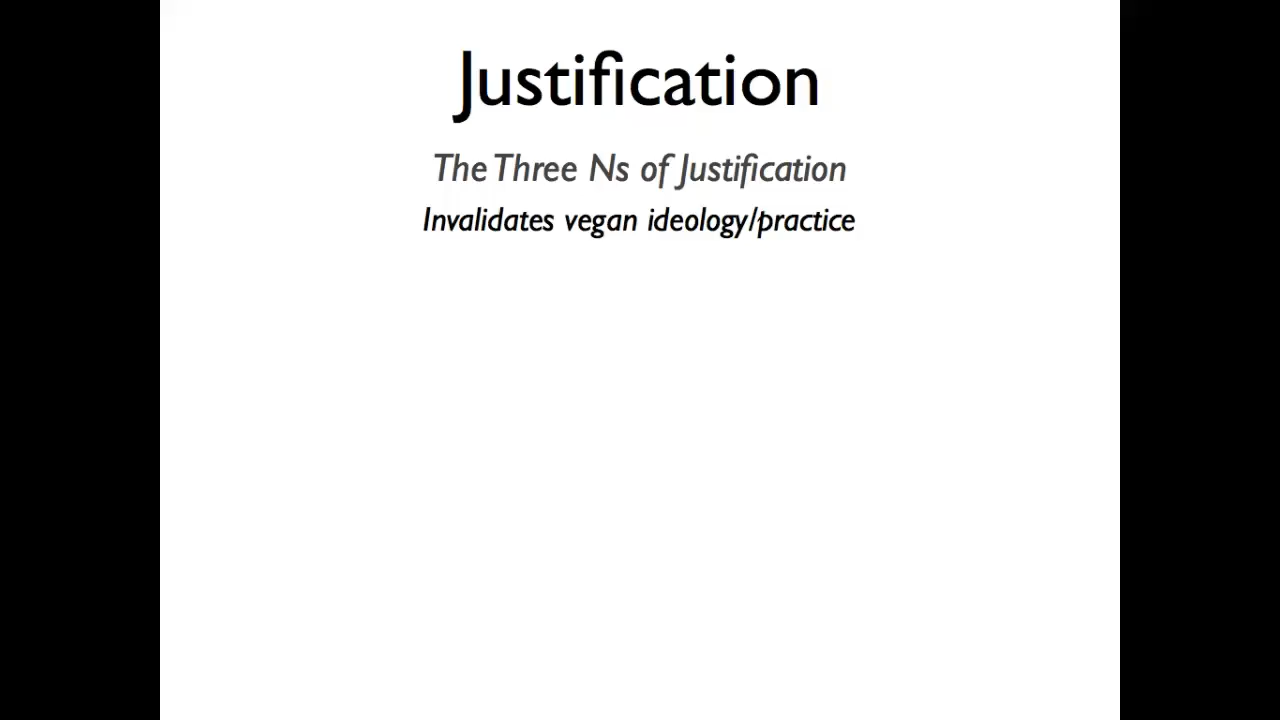 Justification
The Three Ns of Justification
Invalidates vegan ideology/practice